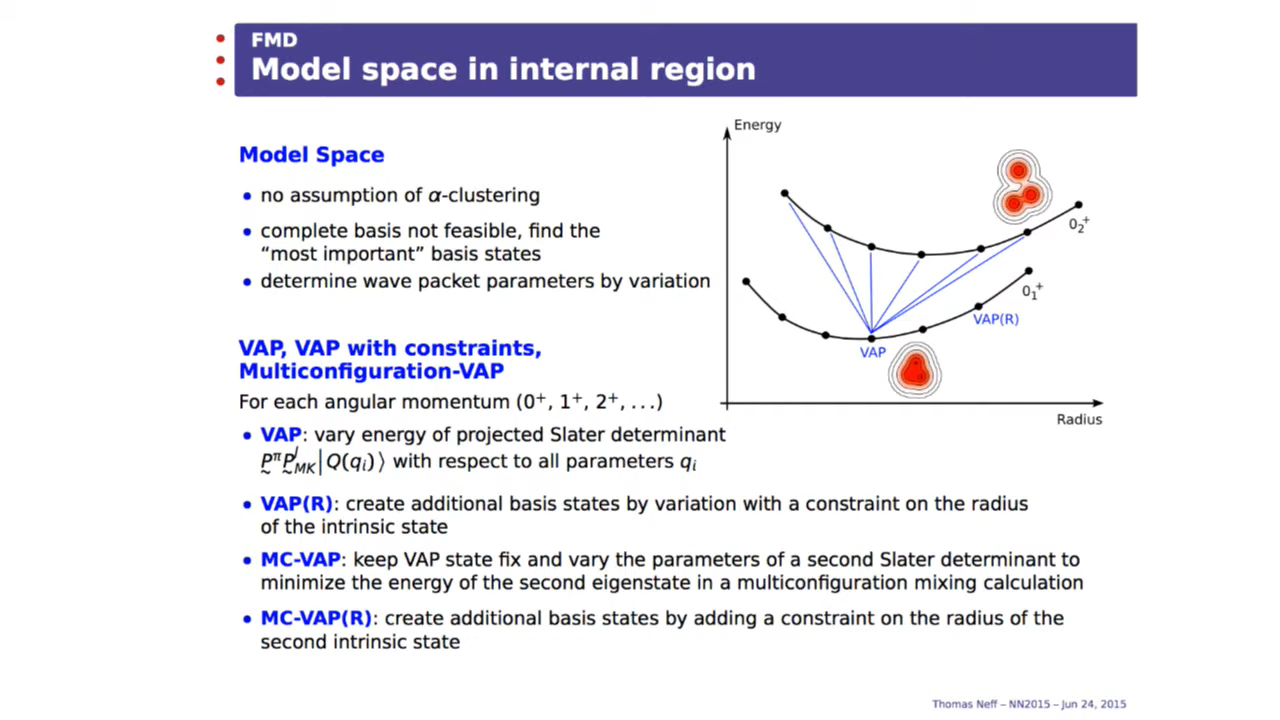 FMD
Model space in internal region
Model Space
• no assumption of α-clustering
• complete basis not feasible, find the
“most important” basis states
• determine wave packet parameters by variation
VAP, VAP with constraints,
Multiconfiguration-VAP
For each angular momentum (0⁺, 1⁺, 2⁺, ...)
• VAP: vary energy of projected Slater determinant
P̰^π P̰^J_MK |Q(q_i)⟩ with respect to all parameters q_i
• VAP(R): create additional basis states by variation with a constraint on the radius
of the intrinsic state
• MC-VAP: keep VAP state fix and vary the parameters of a second Slater determinant to
minimize the energy of the second eigenstate in a multiconfiguration mixing calculation
• MC-VAP(R): create additional basis states by adding a constraint on the radius of the
second intrinsic state
Energy
0₂⁺
0₁⁺
VAP(R)
VAP
Radius
Thomas Neff – NN2015 – Jun 24, 2015